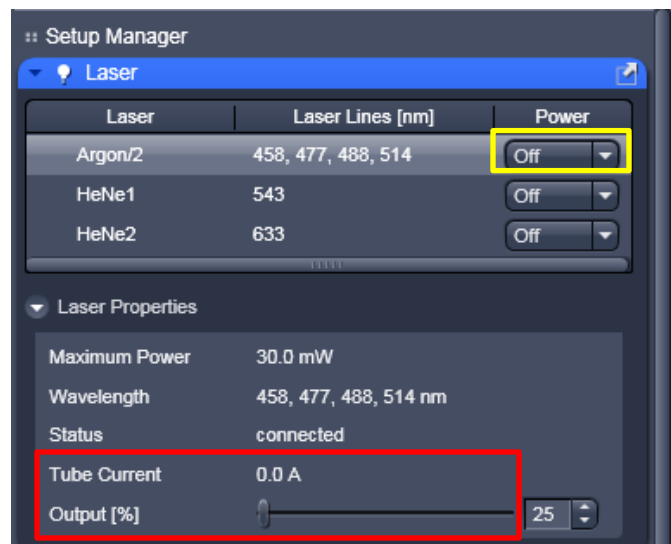 Setup Manager
Laser
Laser Laser Lines [nm] Power
Argon/2 458, 477, 488, 514 Off
HeNe1 543 Off
HeNe2 633 Off
Laser Properties
Maximum Power 30.0 mW
Wavelength 458, 477, 488, 514 nm
Status connected
Tube Current 0.0 A
Output [%] 25